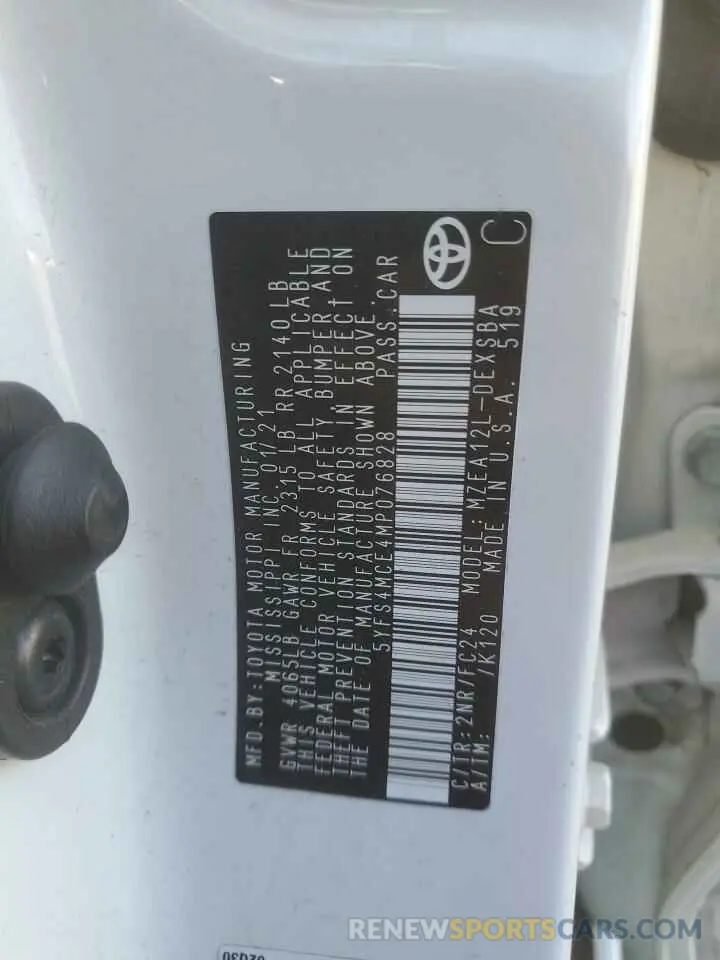 MFD.BY:TOYOTA MOTOR MANUFACTURING
MISSISSIPPI INC.01/21
GVWR 4065LB GAWR FR 2315 LB RR 2140 LB
THIS VEHICLE CONFORMS TO ALL APPLICABLE
FEDERAL MOTOR VEHICLE SAFETY, BUMPER, AND
THEFT PREVENTION STANDARDS IN EFFECT ON
THE DATE OF MANUFACTURE SHOWN ABOVE.
5YFS4MCE4MP076828 PASS.CAR
C/TR:2NR/FC24 MODEL:MZEA12L-DEXSBA
A/TM: /K120 MADE IN U.S.A. 519
C
RENEWSPORTSCARS.COM